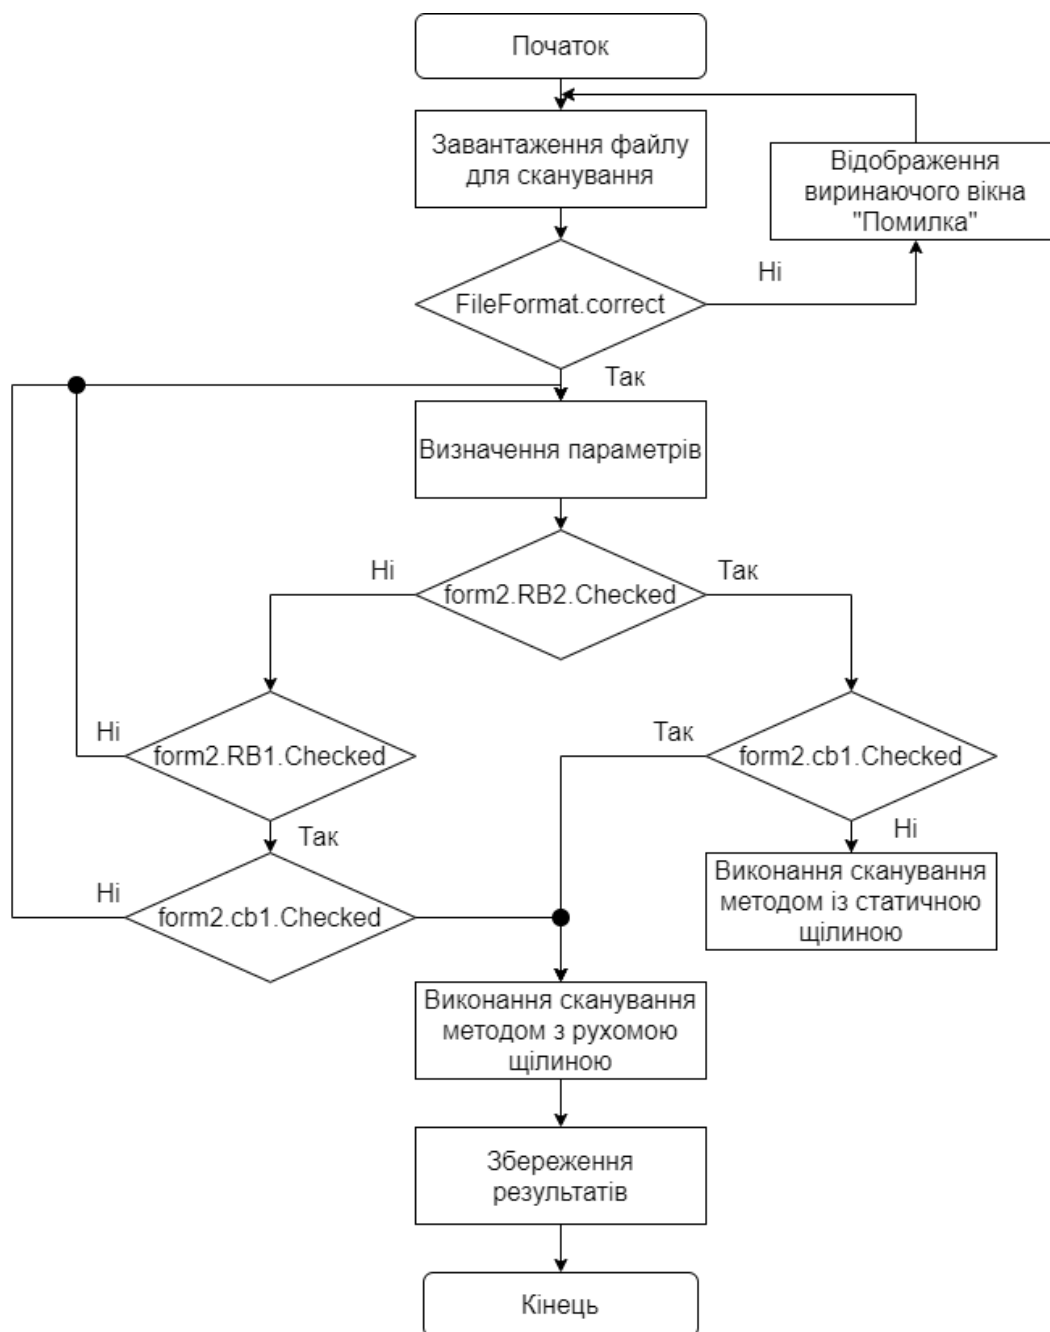 Початок
Завантаження файлу
для сканування
Відображення
виринаючого вікна
"Помилка"
Ні
FileFormat.correct
Так
Визначення параметрів
Ні
Так
form2.RB2.Checked
Ні
form2.RB1.Checked
Так
form2.cb1.Checked
Так
Ні
Ні
form2.cb1.Checked
Виконання сканування
методом із статичною
щілиною
Виконання сканування
методом з рухомою
щілиною
Збереження
результатів
Кінець